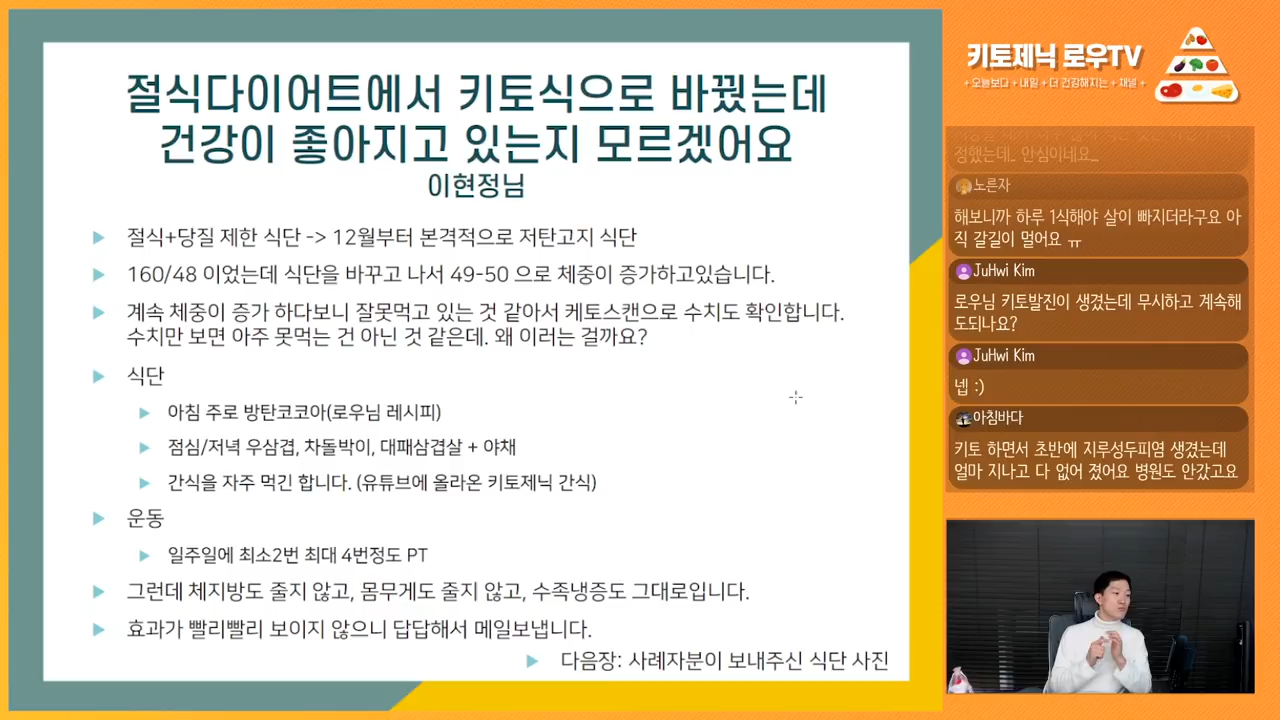 절식다이어트에서 키토식으로 바꿨는데
건강이 좋아지고 있는지 모르겠어요
이현정님
절식+당질 제한 식단 -> 12월부터 본격적으로 저탄고지 식단
160/48 이었는데 식단을 바꾸고 나서 49-50 으로 체중이 증가하고있습니다.
계속 체중이 증가 하다보니 잘못먹고 있는 것 같아서 케토스캔으로 수치도 확인합니다.
수치만 보면 아주 못먹는 건 아닌 것 같은데. 왜 이러는 걸까요?
식단
아침 주로 방탄코코아(로우님 레시피)
점심/저녁 우삼겹, 차돌박이, 대패삼겹살 + 야채
간식을 자주 먹긴 합니다. (유튜브에 올라온 키토제닉 간식)
운동
일주일에 최소2번 최대 4번정도 PT
그런데 체지방도 줄지 않고, 몸무게도 줄지 않고, 수족냉증도 그대로입니다.
효과가 빨리빨리 보이지 않으니 답답해서 메일보냅니다.
다음장: 사례자분이 보내주신 식단 사진
키토제닉 로우TV
+ 오늘보다 + 내일 + 더 건강해지는 + 채널 +
정했는데.. 안심이네요...
노른자
해보니까 하루 1식해야 살이 빠지더라구요 아
직 갈길이 멀어요 ㅠ
JuHwi Kim
로우님 키토발진이 생겼는데 무시하고 계속해
도되나요?
JuHwi Kim
넵 :)
아침바다
키토 하면서 초반에 지루성두피염 생겼는데
얼마 지나고 다 없어 졌어요 병원도 안갔고요